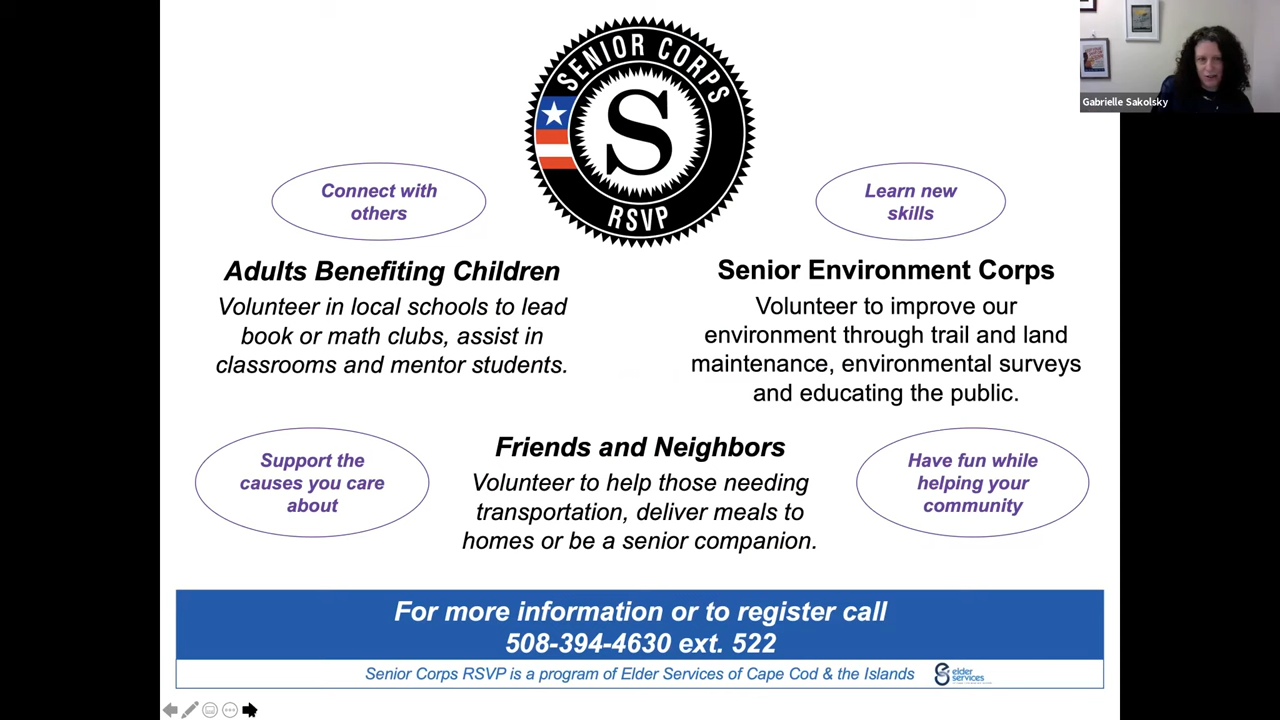 SENIOR CORPS
S
RSVP
Gabrielle Sakolsky
Connect with
others
Learn new
skills
Adults Benefiting Children
Volunteer in local schools to lead
book or math clubs, assist in
classrooms and mentor students.
Senior Environment Corps
Volunteer to improve our
environment through trail and land
maintenance, environmental surveys
and educating the public.
Support the
causes you care
about
Friends and Neighbors
Volunteer to help those needing
transportation, deliver meals to
homes or be a senior companion.
Have fun while
helping your
community
For more information or to register call
508-394-4630 ext. 522
Senior Corps RSVP is a program of Elder Services of Cape Cod & the Islands
elder
services